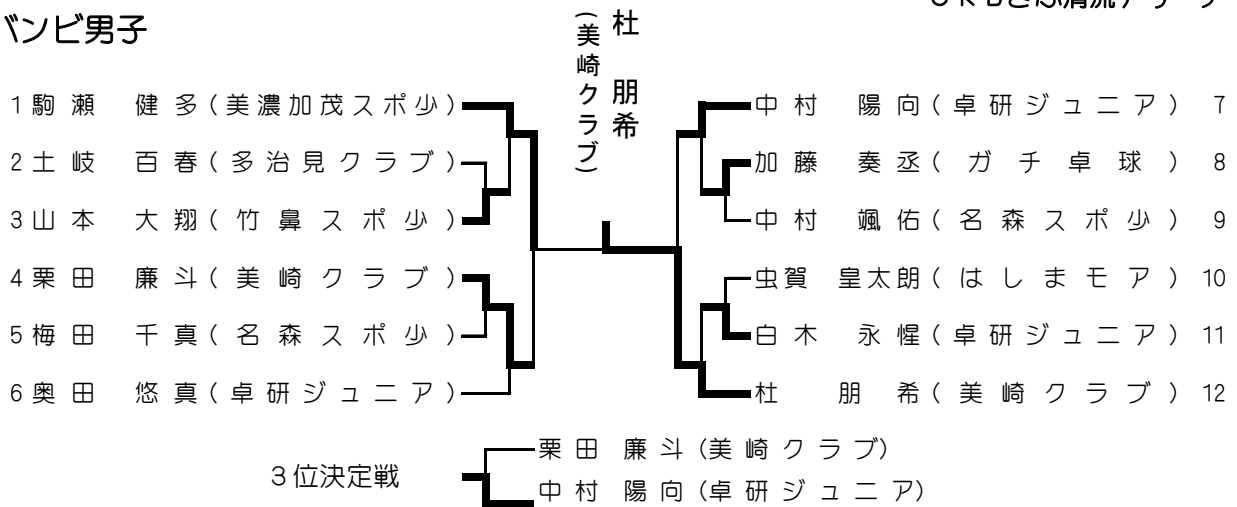 バンビ男子
杜 朋希
(美崎クラブ)
1 駒瀬 健多(美濃加茂スポ少)
2 土岐 百春(多治見クラブ)
3 山本 大翔(竹鼻スポ少)
4 栗田 廉斗(美崎クラブ)
5 梅田 千真(名森スポ少)
6 奥田 悠真(卓研ジュニア)
中村 陽向(卓研ジュニア) 7
加藤 奏丞(ガチ卓球) 8
中村 颯佑(名森スポ少) 9
虫賀 皇太朗(はしまモア) 10
白木 永惺(卓研ジュニア) 11
杜 朋希(美崎クラブ) 12
3位決定戦
栗田 廉斗(美崎クラブ)
中村 陽向(卓研ジュニア)